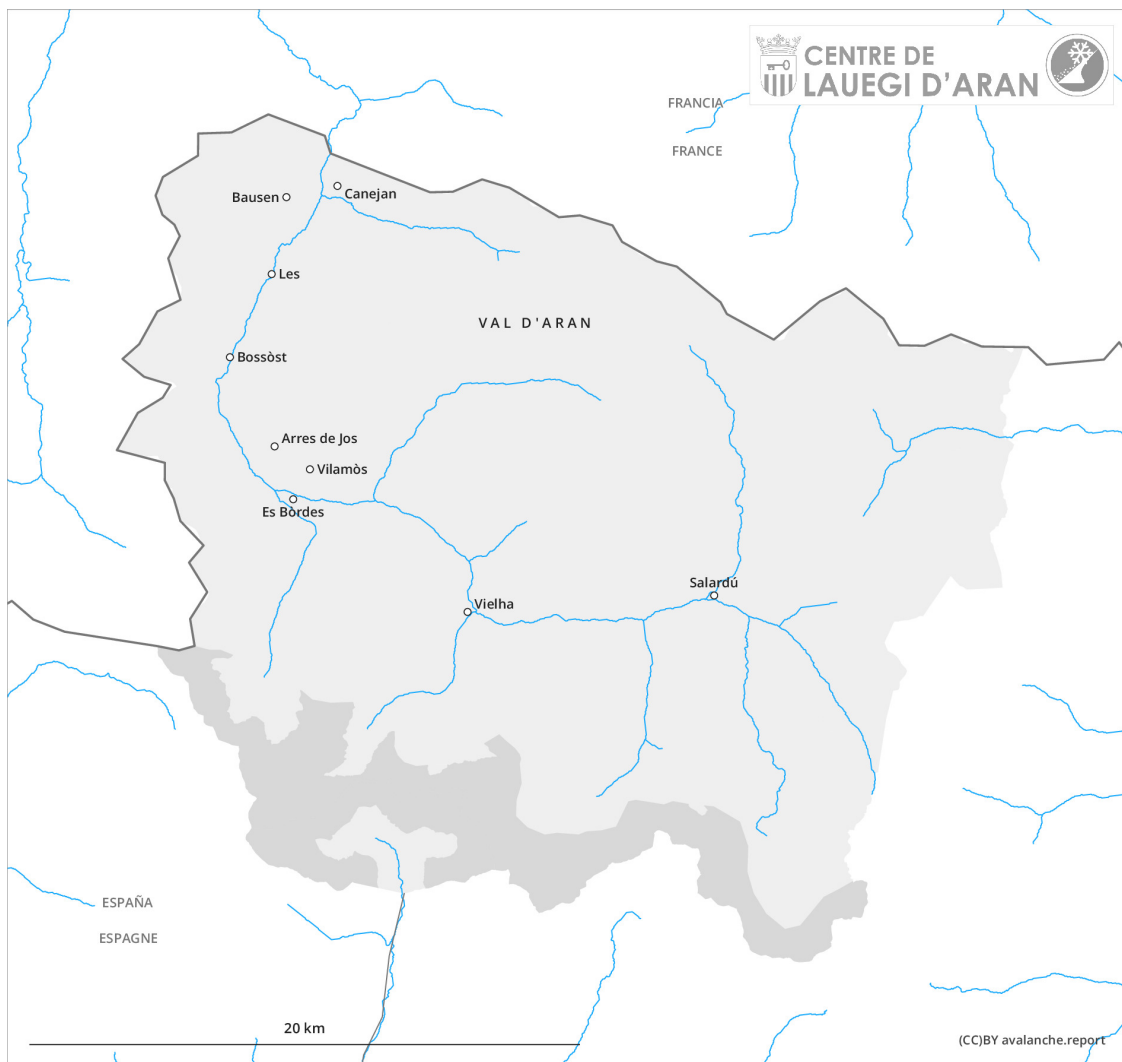 CENTRE DE
LAUEGI D'ARAN
FRANCIA
FRANCE
Bausen
Canejan
Les
VAL D'ARAN
Bossòst
Arres de Jos
Vilamòs
Es Bòrdes
Salardú
Vielha
ESPAÑA
ESPAGNE
20 km
(CC)BY avalanche.report